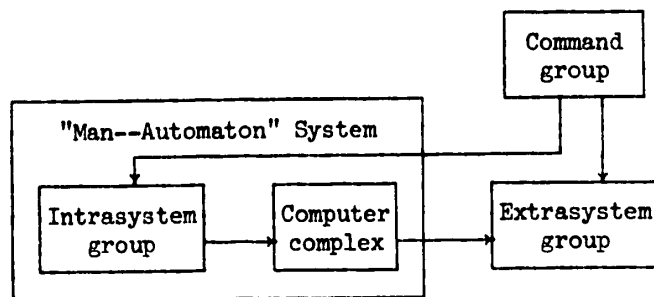 Command
group
"Man--Automaton" System
Intrasystem
group
Computer
complex
Extrasystem
group